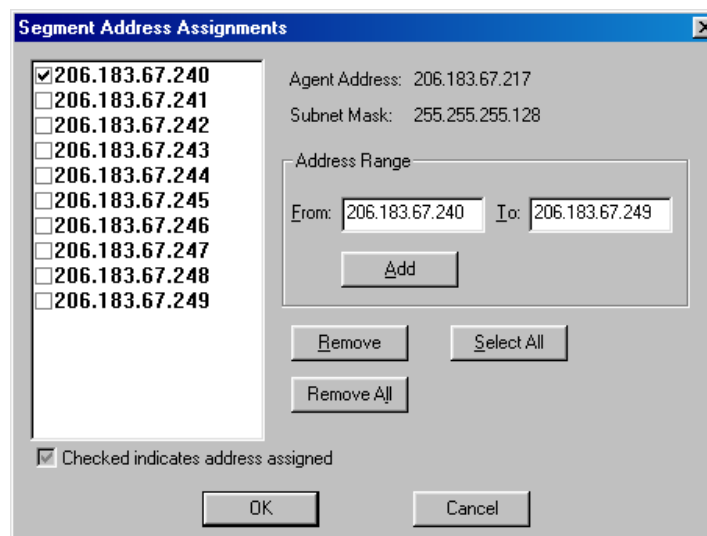 Segment Address Assignments
206.183.67.240
206.183.67.241
206.183.67.242
206.183.67.243
206.183.67.244
206.183.67.245
206.183.67.246
206.183.67.247
206.183.67.248
206.183.67.249
Agent Address: 206.183.67.217
Subnet Mask: 255.255.255.128
Address Range
From: 206.183.67.240 To: 206.183.67.249
Add
Remove Select All
Remove All
Checked indicates address assigned
OK Cancel